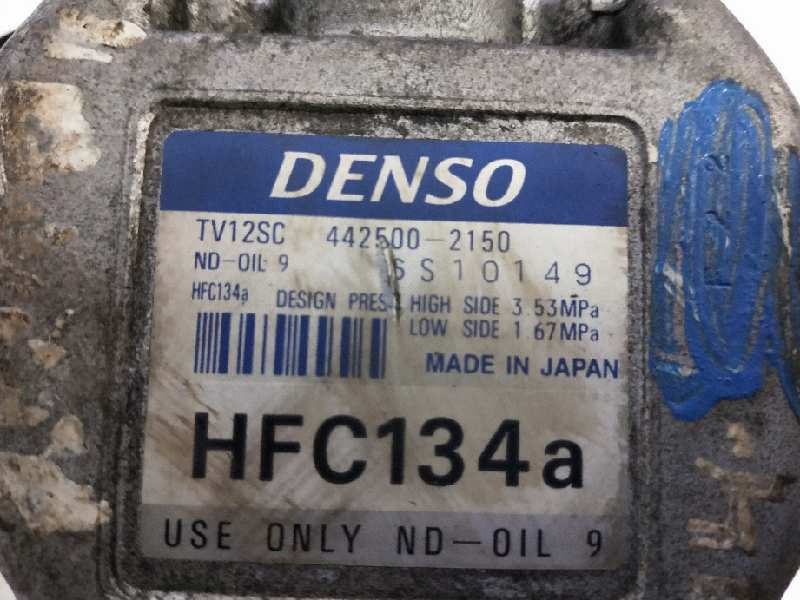 DENSO
TV12SC 442500-2150
ND-OIL 9 SS10149
HFC134a DESIGN PRES HIGH SIDE 3.53MPa
LOW SIDE 1.67MPa
MADE IN JAPAN
HFC134a
USE ONLY ND-OIL 9